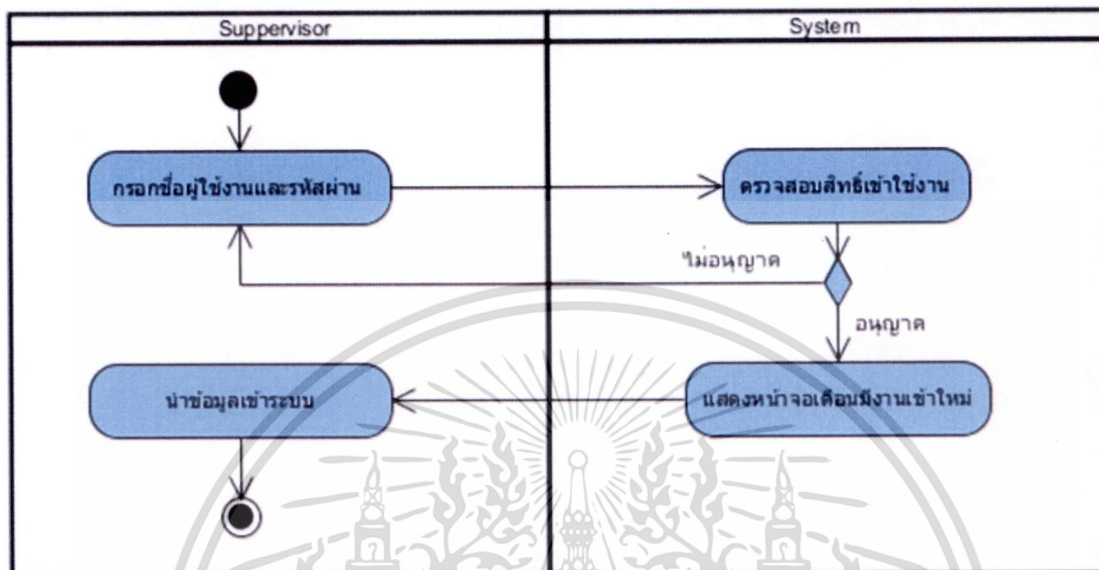 Suppervisor
System
กรอกชื่อผู้ใช้งานและรหัสผ่าน
ตรวจสอบสิทธิ์เข้าใช้งาน
ไม่อนุญาค
อนุญาค
นำข้อมูลเข้าระบบ
แสดงหน้าจอเตือนมีงานเข้าใหม่